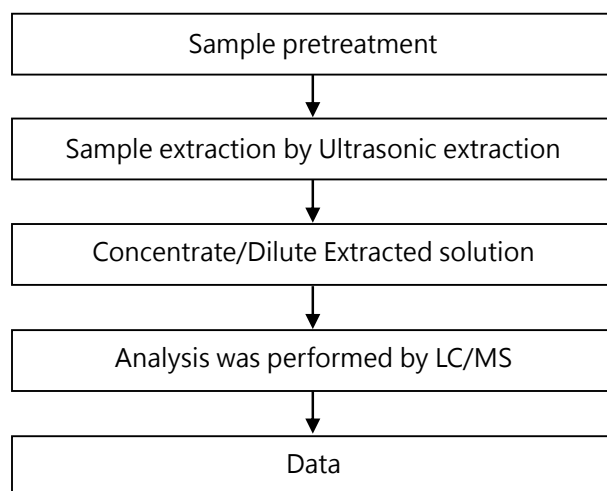 Sample pretreatment
Sample extraction by Ultrasonic extraction
Concentrate/Dilute Extracted solution
Analysis was performed by LC/MS
Data